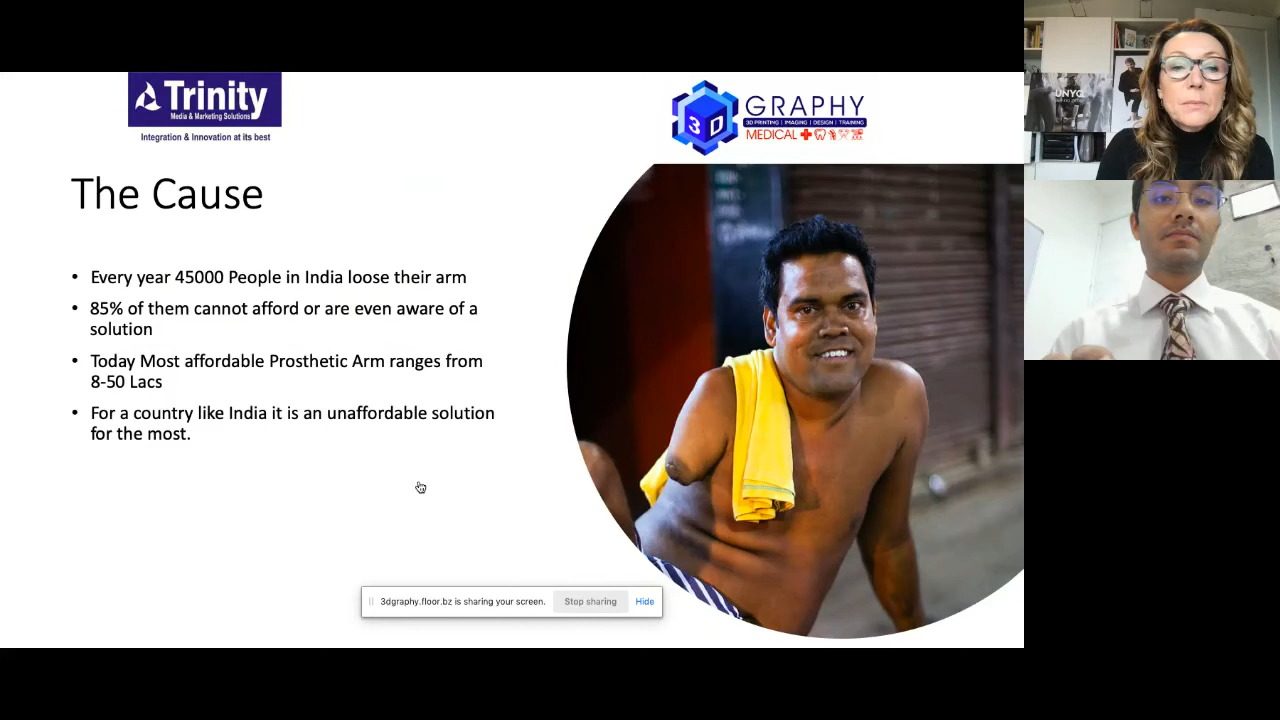 Trinity
Media & Marketing Solutions
Integration & Innovation at its best
3D
GRAPHY
3D PRINTING | IMAGING | DESIGN | TRAINING
MEDICAL
The Cause
• Every year 45000 People in India loose their arm
• 85% of them cannot afford or are even aware of a
solution
• Today Most affordable Prosthetic Arm ranges from
8-50 Lacs
• For a country like India it is an unaffordable solution
for the most.
3dgraphy.floor.bz is sharing your screen.
Stop sharing
Hide
UNYQ